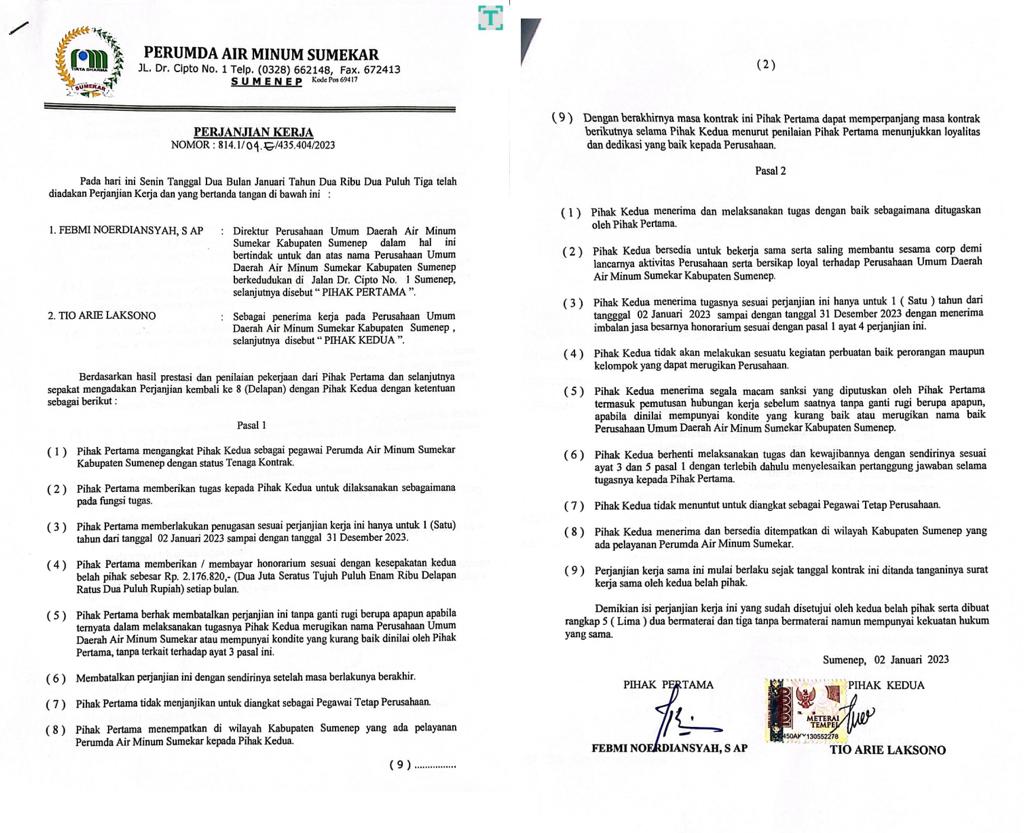 PERUMDA AIR MINUM SUMEKAR
JL. Dr. Cipto No. 1 Telp. (0328) 662148, Fax. 672413
SUMENEP Kode Pos 69417
PERJANJIAN KERJA
NOMOR : 814.1/04.5/435.404/2023
Pada hari ini Senin Tanggal Dua Bulan Januari Tahun Dua Ribu Dua Puluh Tiga telah
diadakan Perjanjian Kerja dan yang bertanda tangan di bawah ini :
1. FEBMI NOERDIANSYAH, S AP : Direktur Perusahaan Umum Daerah Air Minum
Sumekar Kabupaten Sumenep dalam hal ini
bertindak untuk dan atas nama Perusahaan Umum
Daerah Air Minum Sumekar Kabupaten Sumenep
berkedudukan di Jalan Dr. Cipto No. 1 Sumenep,
selanjutnya disebut “ PIHAK PERTAMA ”.
2. TIO ARIE LAKSONO : Sebagai penerima kerja pada Perusahaan Umum
Daerah Air Minum Sumekar Kabupaten Sumenep ,
selanjutnya disebut “ PIHAK KEDUA ”.
Berdasarkan hasil prestasi dan penilaian pekerjaan dari Pihak Pertama dan selanjutnya
sepakat mengadakan Perjanjian kembali ke 8 (Delapan) dengan Pihak Kedua dengan ketentuan
sebagai berikut :
Pasal 1
( 1 ) Pihak Pertama mengangkat Pihak Kedua sebagai pegawai Perumda Air Minum Sumekar
Kabupaten Sumenep dengan status Tenaga Kontrak.
( 2 ) Pihak Pertama memberikan tugas kepada Pihak Kedua untuk dilaksanakan sebagaimana
pada fungsi tugas.
( 3 ) Pihak Pertama memberlakukan penugasan sesuai perjanjian kerja ini hanya untuk 1 (Satu)
tahun dari tanggal 02 Januari 2023 sampai dengan tanggal 31 Desember 2023.
( 4 ) Pihak Pertama memberikan / membayar honorarium sesuai dengan kesepakatan kedua
belah pihak sebesar Rp. 2.176.820,- (Dua Juta Seratus Tujuh Puluh Enam Ribu Delapan
Ratus Dua Puluh Rupiah) setiap bulan.
( 5 ) Pihak Pertama berhak membatalkan perjanjian ini tanpa ganti rugi berupa apapun apabila
ternyata dalam melaksanakan tugasnya Pihak Kedua merugikan nama Perusahaan Umum
Daerah Air Minum Sumekar atau mempunyai kondite yang kurang baik dinilai oleh Pihak
Pertama, tanpa terkait terhadap ayat 3 pasal ini.
( 6 ) Membatalkan perjanjian ini dengan sendirinya setelah masa berlakunya berakhir.
( 7 ) Pihak Pertama tidak menjanjikan untuk diangkat sebagai Pegawai Tetap Perusahaan.
( 8 ) Pihak Pertama menempatkan di wilayah Kabupaten Sumenep yang ada pelayanan
Perumda Air Minum Sumekar kepada Pihak Kedua.
( 9 ) ................
( 2 )
( 9 ) Dengan berakhirnya masa kontrak ini Pihak Pertama dapat memperpanjang masa kontrak
berikutnya selama Pihak Kedua menurut penilaian Pihak Pertama menunjukkan loyalitas
dan dedikasi yang baik kepada Perusahaan.
Pasal 2
( 1 ) Pihak Kedua menerima dan melaksanakan tugas dengan baik sebagaimana ditugaskan
oleh Pihak Pertama.
( 2 ) Pihak Kedua bersedia untuk bekerja sama serta saling membantu sesama corp demi
lancarnya aktivitas Perusahaan serta bersikap loyal terhadap Perusahaan Umum Daerah
Air Minum Sumekar Kabupaten Sumenep.
( 3 ) Pihak Kedua menerima tugasnya sesuai perjanjian ini hanya untuk 1 ( Satu ) tahun dari
tangggal 02 Januari 2023 sampai dengan tanggal 31 Desember 2023 dengan menerima
imbalan jasa besarnya honorarium sesuai dengan pasal 1 ayat 4 perjanjian ini.
( 4 ) Pihak Kedua tidak akan melakukan sesuatu kegiatan perbuatan baik perorangan maupun
kelompok yang dapat merugikan Perusahaan.
( 5 ) Pihak Kedua menerima segala macam sanksi yang diputuskan oleh Pihak Pertama
termasuk pemutusan hubungan kerja sebelum saatnya tanpa ganti rugi berupa apapun,
apabila dinilai mempunyai kondite yang kurang baik atau merugikan nama baik
Perusahaan Umum Daerah Air Minum Sumekar Kabupaten Sumenep.
( 6 ) Pihak Kedua berhenti melaksanakan tugas dan kewajibannya dengan sendirinya sesuai
ayat 3 dan 5 pasal 1 dengan terlebih dahulu menyelesaikan pertanggung jawaban selama
tugasnya kepada Pihak Pertama.
( 7 ) Pihak Kedua tidak menuntut untuk diangkat sebagai Pegawai Tetap Perusahaan.
( 8 ) Pihak Kedua menerima dan bersedia ditempatkan di wilayah Kabupaten Sumenep yang
ada pelayanan Perumda Air Minum Sumekar.
( 9 ) Perjanjian kerja sama ini mulai berlaku sejak tanggal kontrak ini ditanda tanganinya surat
kerja sama oleh kedua belah pihak.
Demikian isi perjanjian kerja ini yang sudah disetujui oleh kedua belah pihak serta dibuat
rangkap 5 ( Lima ) dua bermaterai dan tiga tanpa bermaterai namun mempunyai kekuatan hukum
yang sama.
Sumenep, 02 Januari 2023
PIHAK PERTAMA PIHAK KEDUA
10000
METERAI
TEMPEL
130552278
FEBMI NOERDIANSYAH, S AP TIO ARIE LAKSONO